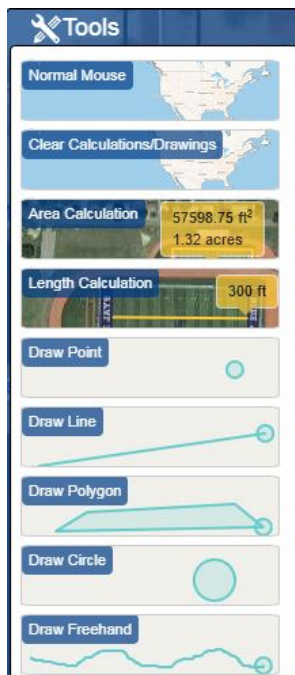 Tools
Normal Mouse
Clear Calculations/Drawings
Area Calculation
57598.75 ft²
1.32 acres
Length Calculation
300 ft
Draw Point
Draw Line
Draw Polygon
Draw Circle
Draw Freehand